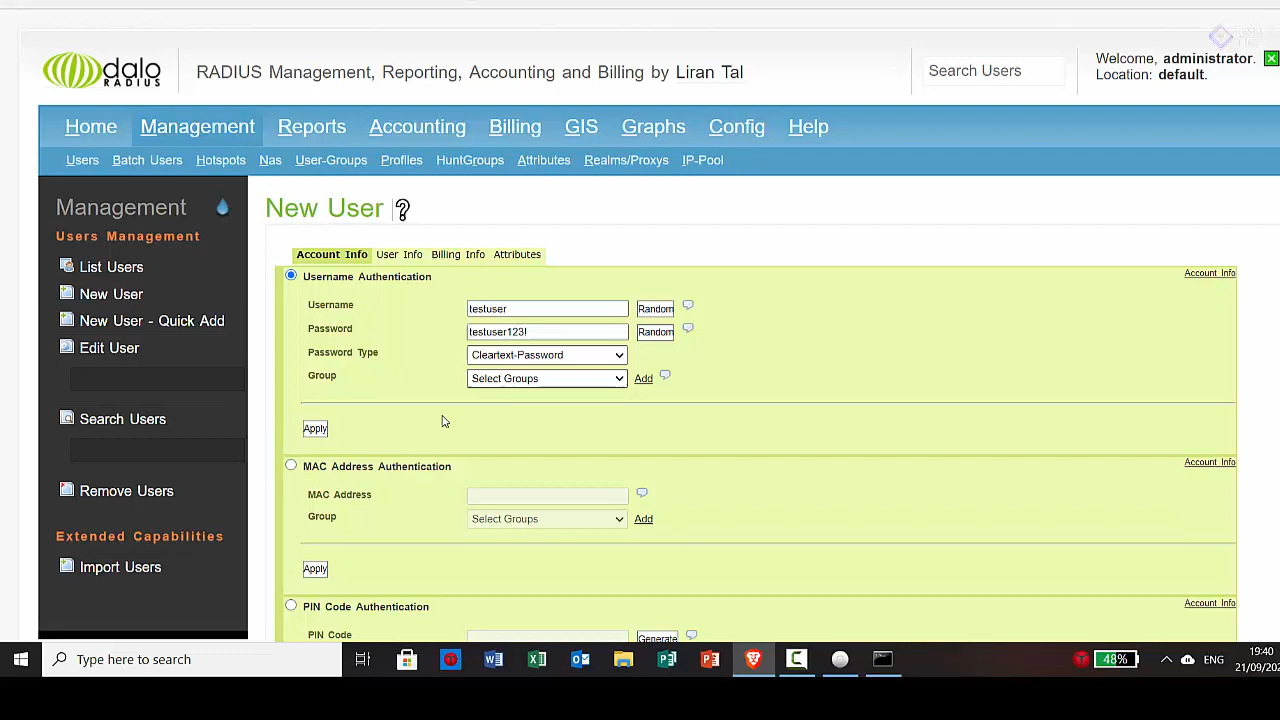 dalo
RADIUS
RADIUS Management, Reporting, Accounting and Billing by Liran Tal
Search Users
Welcome, administrator.
Location: default.
Home Management Reports Accounting Billing GIS Graphs Config Help
Users Batch Users Hotspots Nas User-Groups Profiles HuntGroups Attributes Realms/Proxys IP-Pool
Management
Users Management
List Users
New User
New User - Quick Add
Edit User
Search Users
Remove Users
Extended Capabilities
Import Users
New User ?
Account Info User Info Billing Info Attributes
Username Authentication
Account Info
Username testuser Random
Password testuser123! Random
Password Type Cleartext-Password
Group Select Groups Add
Apply
MAC Address Authentication
Account Info
MAC Address
Group Select Groups Add
Apply
PIN Code Authentication
Account Info
PIN Code Generate
Type here to search
48%
ENG
19:40
21/09/202